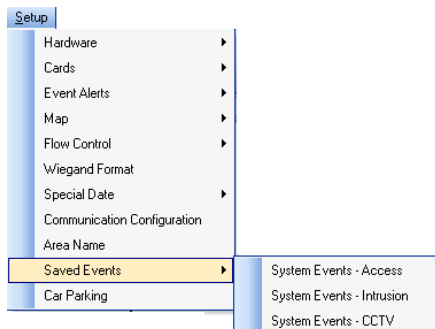 Setup
Hardware
Cards
Event Alerts
Map
Flow Control
Wiegand Format
Special Date
Communication Configuration
Area Name
Saved Events
Car Parking
System Events - Access
System Events - Intrusion
System Events - CCTV